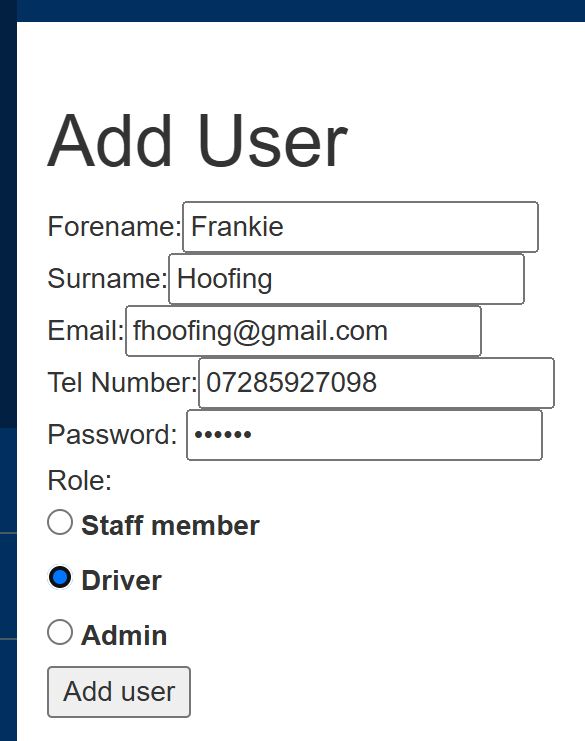 Add User
Forename: Frankie
Surname: Hoofing
Email: fhoofing@gmail.com
Tel Number: 07285927098
Password: ••••••
Role:
Staff member
Driver
Admin
Add user